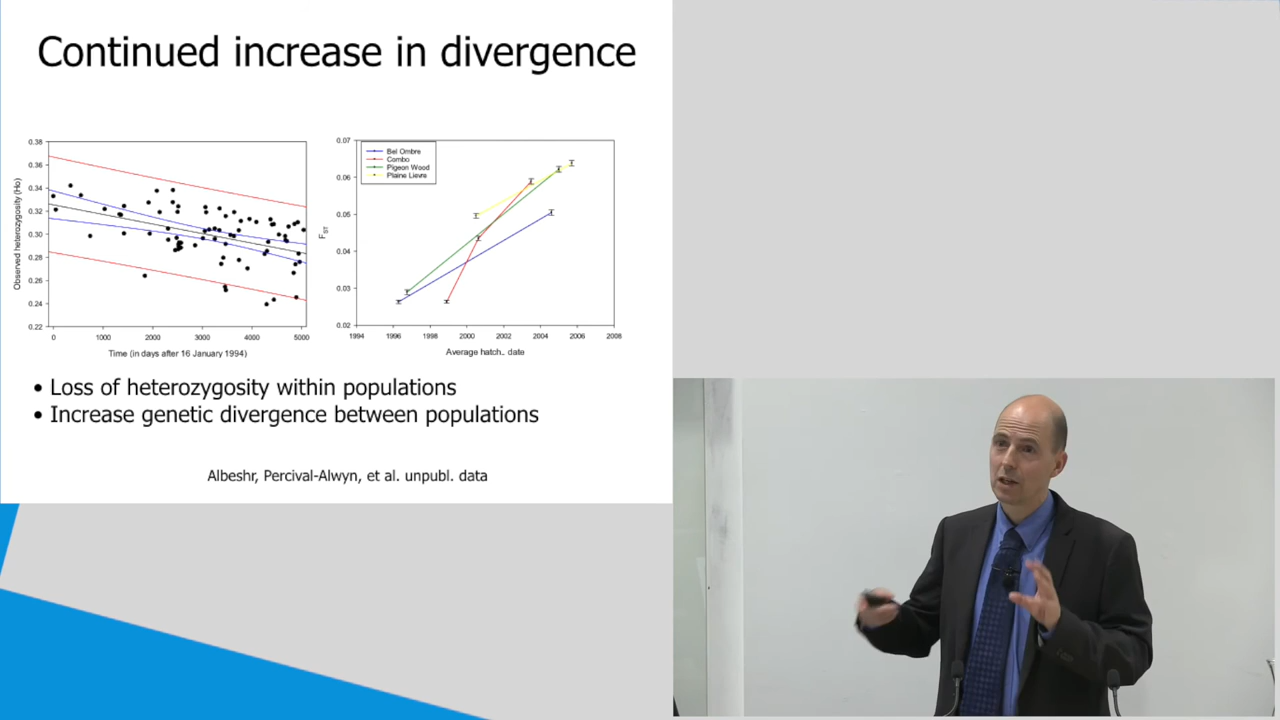 Continued increase in divergence
0.38
0.36
0.34
0.32
0.30
0.28
0.26
0.24
0.22
Observed heterozygosity (Ho)
0
1000
2000
3000
4000
5000
Time (in days after 16 January 1994)
0.07
0.06
0.05
0.04
0.03
0.02
FST
Bel Ombre
Combo
Pigeon Wood
Plaine Lievre
1994
1996
1998
2000
2002
2004
2006
2008
Average hatch.. date
• Loss of heterozygosity within populations
• Increase genetic divergence between populations
Albeshr, Percival-Alwyn, et al. unpubl. data